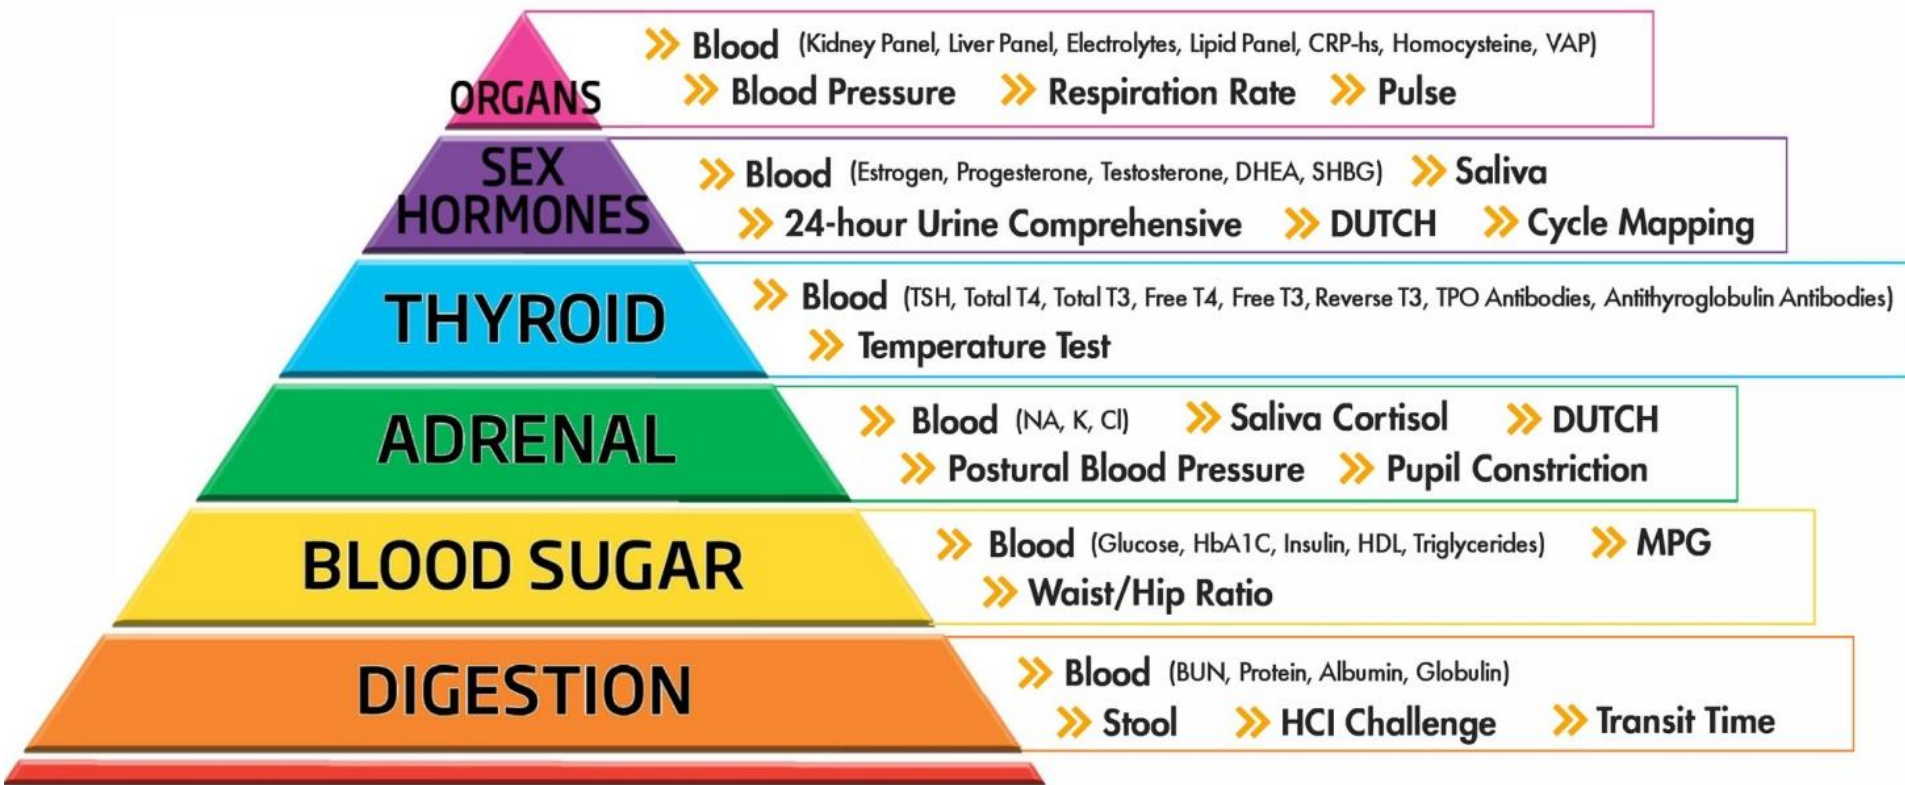 ORGANS
» Blood (Kidney Panel, Liver Panel, Electrolytes, Lipid Panel, CRP-hs, Homocysteine, VAP)
» Blood Pressure » Respiration Rate » Pulse
SEX
HORMONES
» Blood (Estrogen, Progesterone, Testosterone, DHEA, SHBG) » Saliva
» 24-hour Urine Comprehensive » DUTCH » Cycle Mapping
THYROID
» Blood (TSH, Total T4, Total T3, Free T4, Free T3, Reverse T3, TPO Antibodies, Antithyroglobulin Antibodies)
» Temperature Test
ADRENAL
» Blood (NA, K, Cl) » Saliva Cortisol » DUTCH
» Postural Blood Pressure » Pupil Constriction
BLOOD SUGAR
» Blood (Glucose, HbA1C, Insulin, HDL, Triglycerides) » MPG
» Waist/Hip Ratio
DIGESTION
» Blood (BUN, Protein, Albumin, Globulin)
» Stool » HCl Challenge » Transit Time